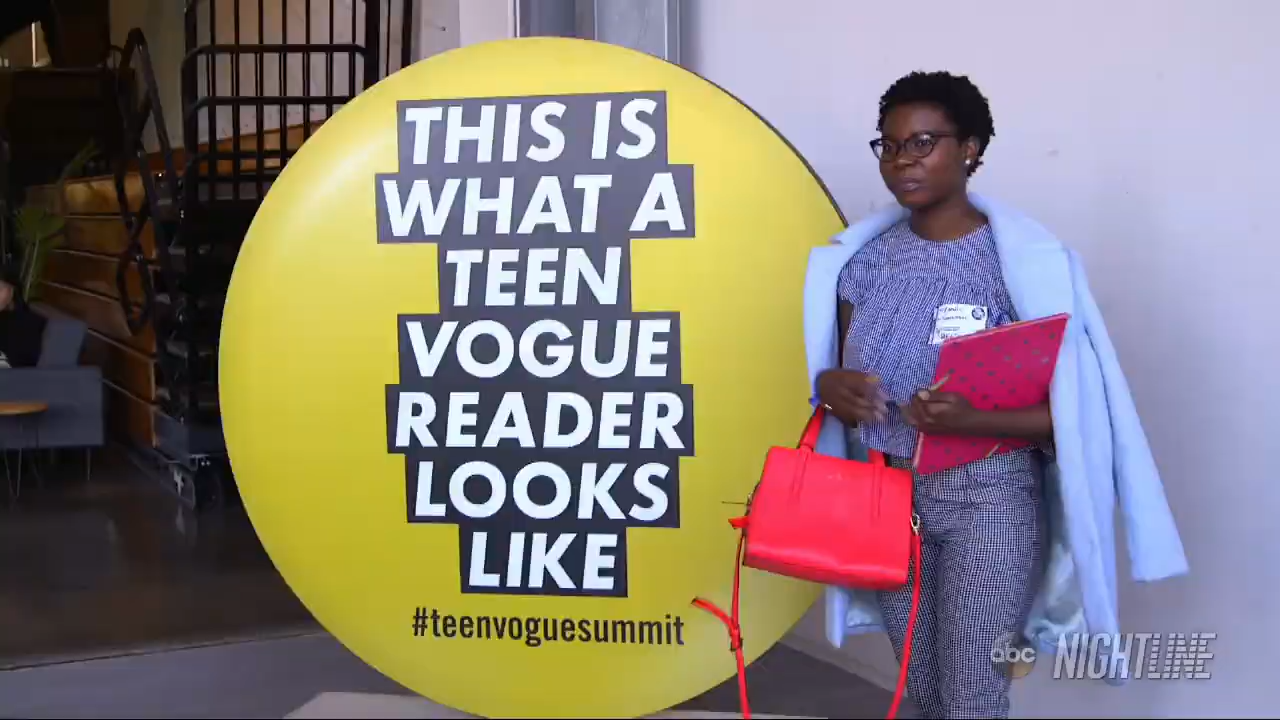 THIS IS
WHAT A
TEEN
VOGUE
READER
LOOKS
LIKE
#teenvoguesummit
abc NIGHTLINE